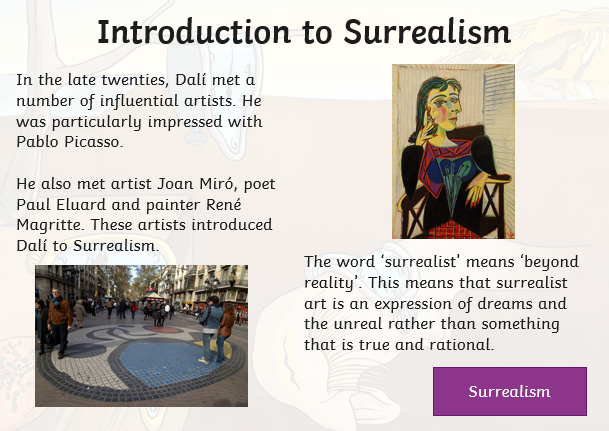 Introduction to Surrealism
In the late twenties, Dalí met a
number of influential artists. He
was particularly impressed with
Pablo Picasso.
He also met artist Joan Miró, poet
Paul Eluard and painter René
Magritte. These artists introduced
Dalí to Surrealism.
The word ‘surrealist’ means ‘beyond
reality’. This means that surrealist
art is an expression of dreams and
the unreal rather than something
that is true and rational.
Surrealism